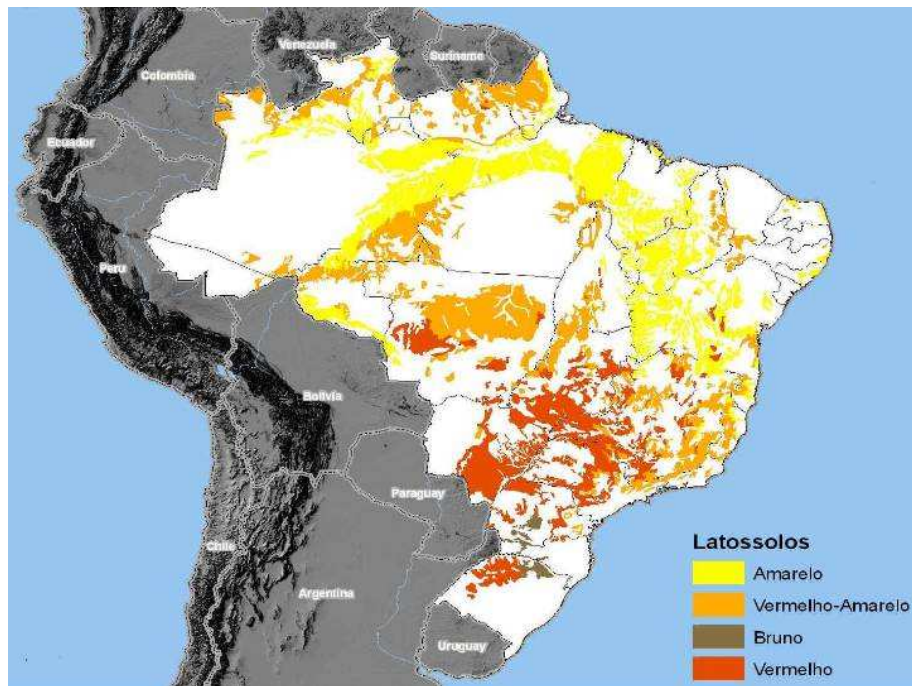 Venezuela
Suriname
Colombia
Ecuador
Peru
Bolivia
Paraguay
Chile
Argentina
Uruguay
Latossolos
Amarelo
Vermelho-Amarelo
Bruno
Vermelho